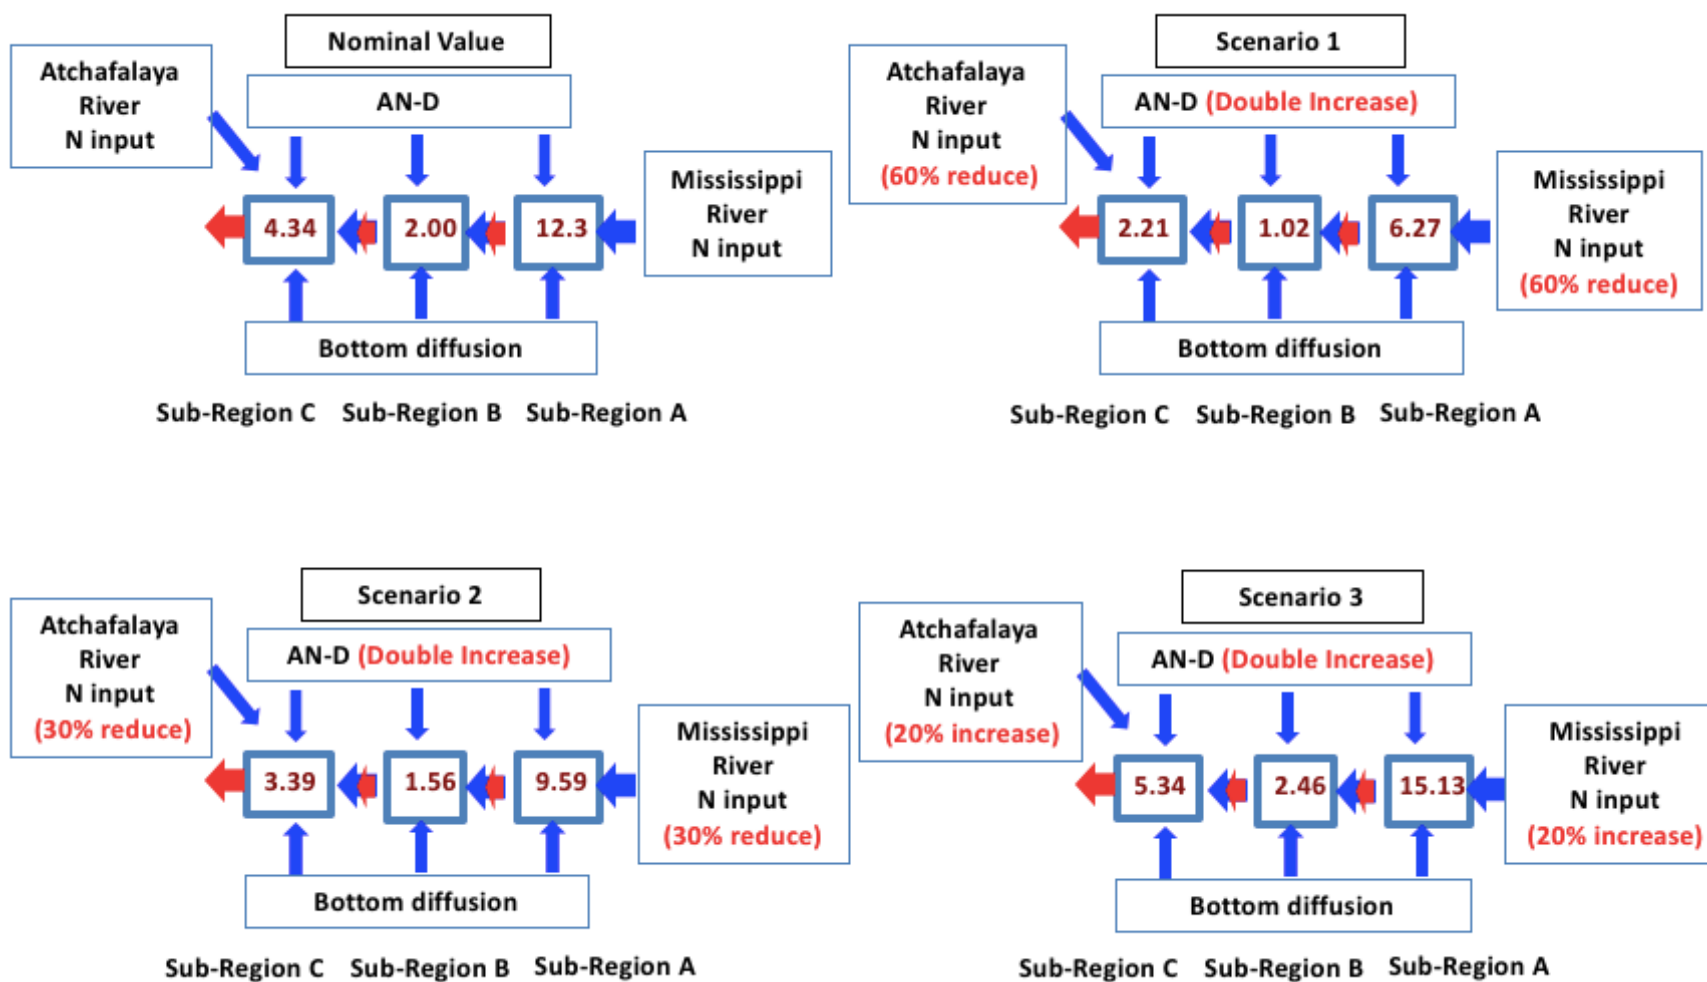 Nominal Value
Atchafalaya
River
N input
AN-D
Mississippi
River
N input
4.34
2.00
12.3
Bottom diffusion
Sub-Region C
Sub-Region B
Sub-Region A
Scenario 1
Atchafalaya
River
N input
(60% reduce)
AN-D (Double Increase)
Mississippi
River
N input
(60% reduce)
2.21
1.02
6.27
Bottom diffusion
Sub-Region C
Sub-Region B
Sub-Region A
Scenario 2
Atchafalaya
River
N input
(30% reduce)
AN-D (Double Increase)
Mississippi
River
N input
(30% reduce)
3.39
1.56
9.59
Bottom diffusion
Sub-Region C
Sub-Region B
Sub-Region A
Scenario 3
Atchafalaya
River
N input
(20% increase)
AN-D (Double Increase)
Mississippi
River
N input
(20% increase)
5.34
2.46
15.13
Bottom diffusion
Sub-Region C
Sub-Region B
Sub-Region A